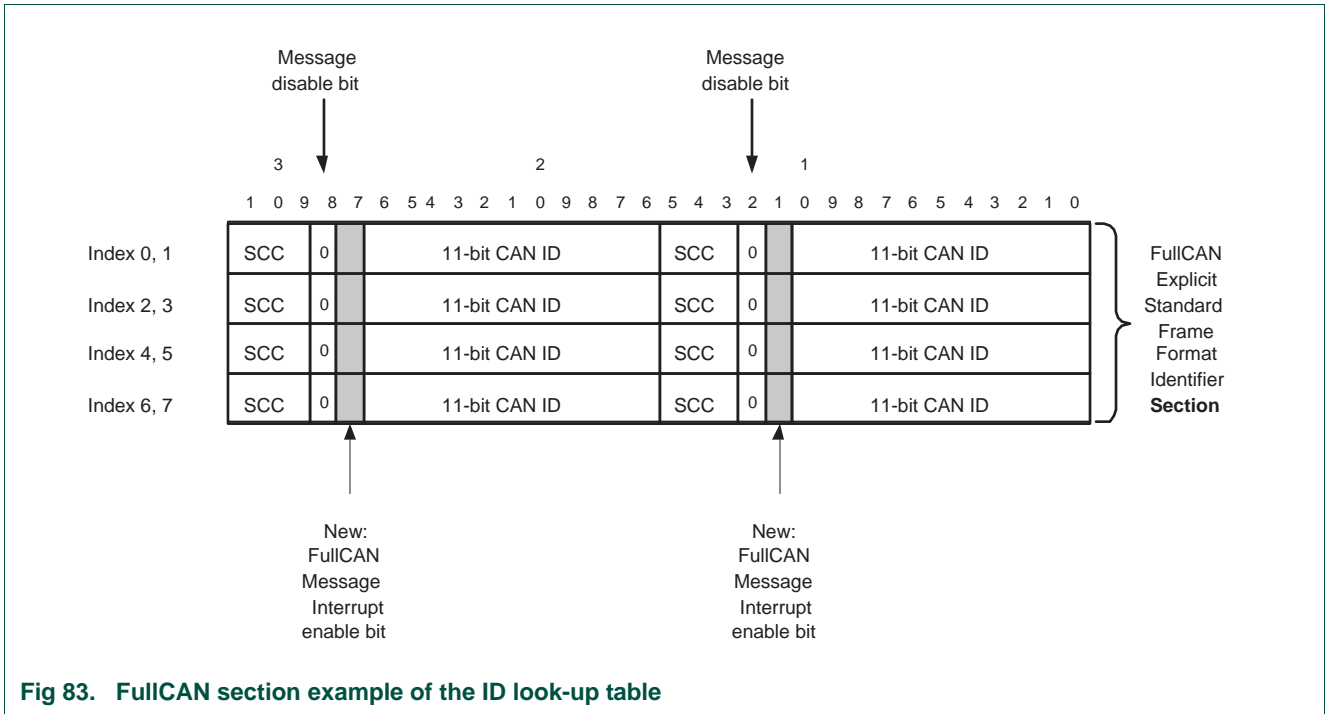 Message
disable bit
Message
disable bit
3 2 1
1 0 9 8 7 6 5 4 3 2 1 0 9 8 7 6 5 4 3 2 1 0 9 8 7 6 5 4 3 2 1 0
Index 0, 1 SCC 0 11-bit CAN ID SCC 0 11-bit CAN ID
Index 2, 3 SCC 0 11-bit CAN ID SCC 0 11-bit CAN ID
Index 4, 5 SCC 0 11-bit CAN ID SCC 0 11-bit CAN ID
Index 6, 7 SCC 0 11-bit CAN ID SCC 0 11-bit CAN ID
FullCAN
Explicit
Standard
Frame
Format
Identifier
Section
New:
FullCAN
Message
Interrupt
enable bit
New:
FullCAN
Message
Interrupt
enable bit
Fig 83. FullCAN section example of the ID look-up table